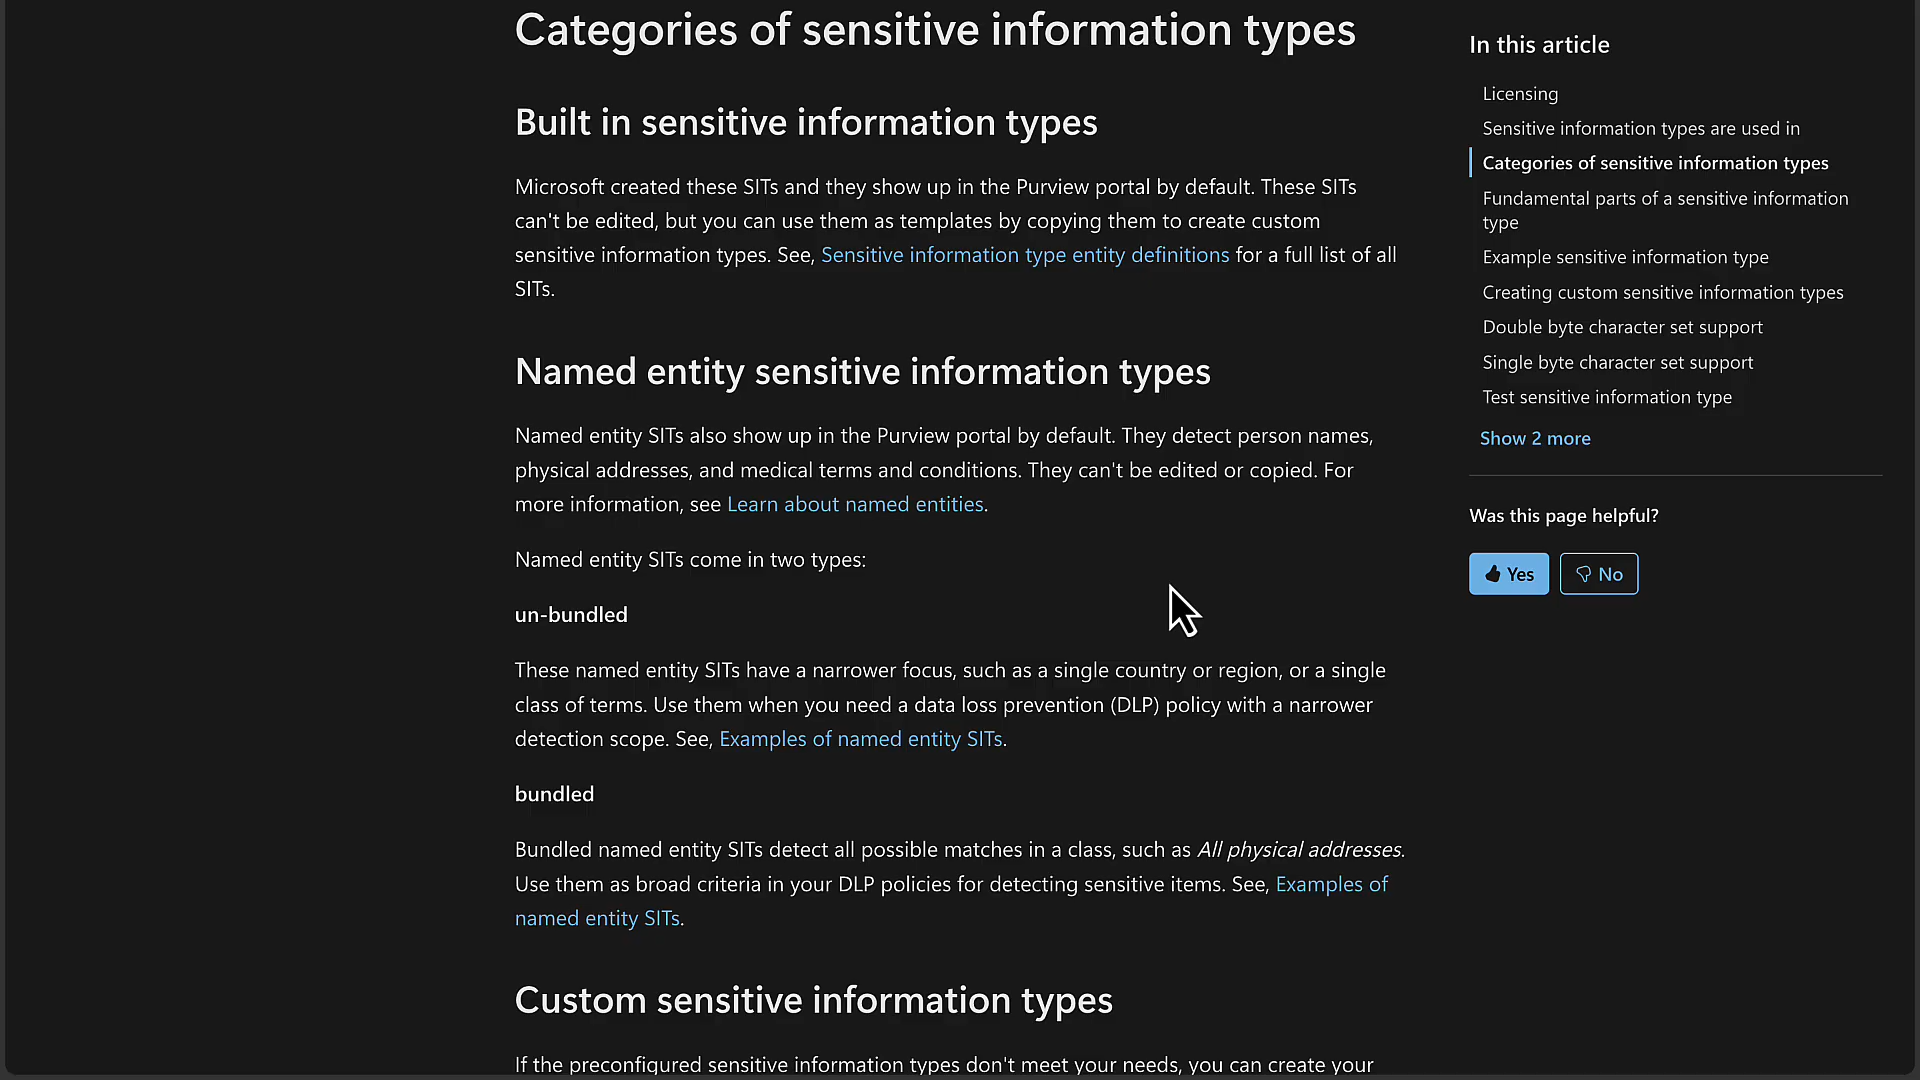 Categories of sensitive information types
Built in sensitive information types
Microsoft created these SITs and they show up in the Purview portal by default. These SITs
can't be edited, but you can use them as templates by copying them to create custom
sensitive information types. See, Sensitive information type entity definitions for a full list of all
SITs.
Named entity sensitive information types
Named entity SITs also show up in the Purview portal by default. They detect person names,
physical addresses, and medical terms and conditions. They can't be edited or copied. For
more information, see Learn about named entities.
Named entity SITs come in two types:
un-bundled
These named entity SITs have a narrower focus, such as a single country or region, or a single
class of terms. Use them when you need a data loss prevention (DLP) policy with a narrower
detection scope. See, Examples of named entity SITs.
bundled
Bundled named entity SITs detect all possible matches in a class, such as All physical addresses.
Use them as broad criteria in your DLP policies for detecting sensitive items. See, Examples of
named entity SITs.
Custom sensitive information types
If the preconfigured sensitive information types don't meet your needs, you can create your
In this article
Licensing
Sensitive information types are used in
Categories of sensitive information types
Fundamental parts of a sensitive information
type
Example sensitive information type
Creating custom sensitive information types
Double byte character set support
Single byte character set support
Test sensitive information type
Show 2 more
Was this page helpful?
Yes
No